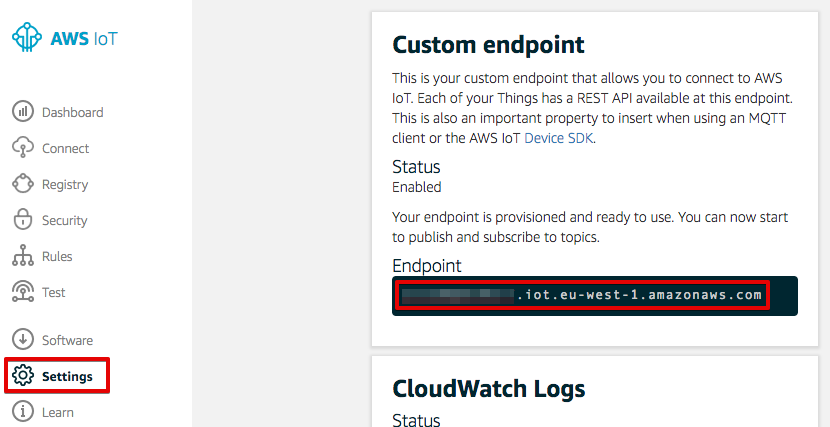 AWS IoT
Dashboard
Connect
Registry
Security
Rules
Test
Software
Settings
Learn
Custom endpoint
This is your custom endpoint that allows you to connect to AWS
IoT. Each of your Things has a REST API available at this endpoint.
This is also an important property to insert when using an MQTT
client or the AWS IoT Device SDK.
Status
Enabled
Your endpoint is provisioned and ready to use. You can now start
to publish and subscribe to topics.
Endpoint
.iot.eu-west-1.amazonaws.com
CloudWatch Logs
Status